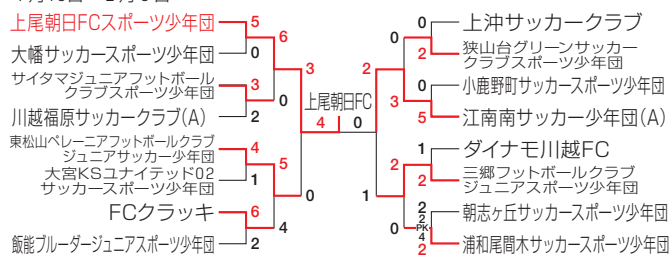 上尾朝日FCスポーツ少年団
大幡サッカースポーツ少年団
サイタマジュニアフットボール
クラブスポーツ少年団
川越福原サッカークラブ(A)
東松山ペレーニアフットボールクラブ
ジュニアサッカー少年団
大宮KSユナイテッド02
サッカースポーツ少年団
FCクラッキ
飯能ブルーダージュニアスポーツ少年団
5
0
3
2
4
1
6
2
6
0
5
4
3
0
上尾朝日FC
4 0
2
1
0
3
2
0
0
2
0
5
1
2
2
2
PK
4
2
上沖サッカークラブ
狭山台グリーンサッカー
クラブスポーツ少年団
小鹿野町サッカースポーツ少年団
江南南サッカー少年団(A)
ダイナモ川越FC
三郷フットボールクラブ
ジュニアスポーツ少年団
朝志ヶ丘サッカースポーツ少年団
浦和尾間木サッカースポーツ少年団